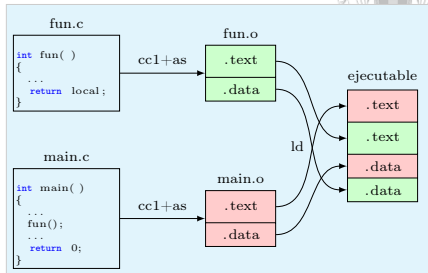 fun.c
int fun( )
{
...
return local;
}
cc1+as
fun.o
.text
.data
main.c
int main( )
{
...
fun();
...
return 0;
}
cc1+as
main.o
.text
.data
ld
ejecutable
.text
.text
.data
.data